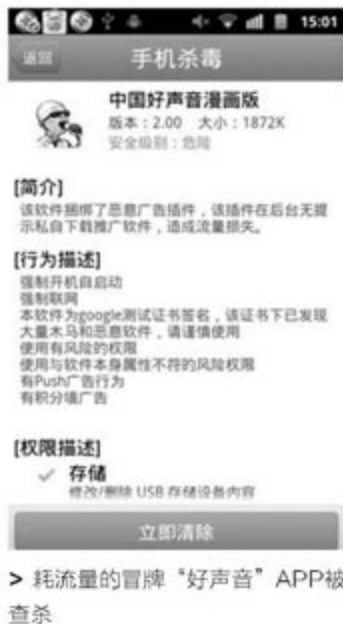 15:01
返回
手机杀毒
中国好声音漫画版
版本：2.00 大小：1872K
安全级别：危险
[简介]
该软件捆绑了恶意广告插件，该插件在后台无提
示私自下载推广软件，造成流量损失。
[行为描述]
强制开机自启动
强制联网
本软件为google测试证书签名，该证书下已发现
大量木马和恶意软件，请谨慎使用
使用有风险的权限
使用与软件本身属性不符的风险权限
有Push广告行为
有积分墙广告
[权限描述]
存储
修改/删除 USB 存储设备内容
立即清除
> 耗流量的冒牌“好声音”APP被
查杀